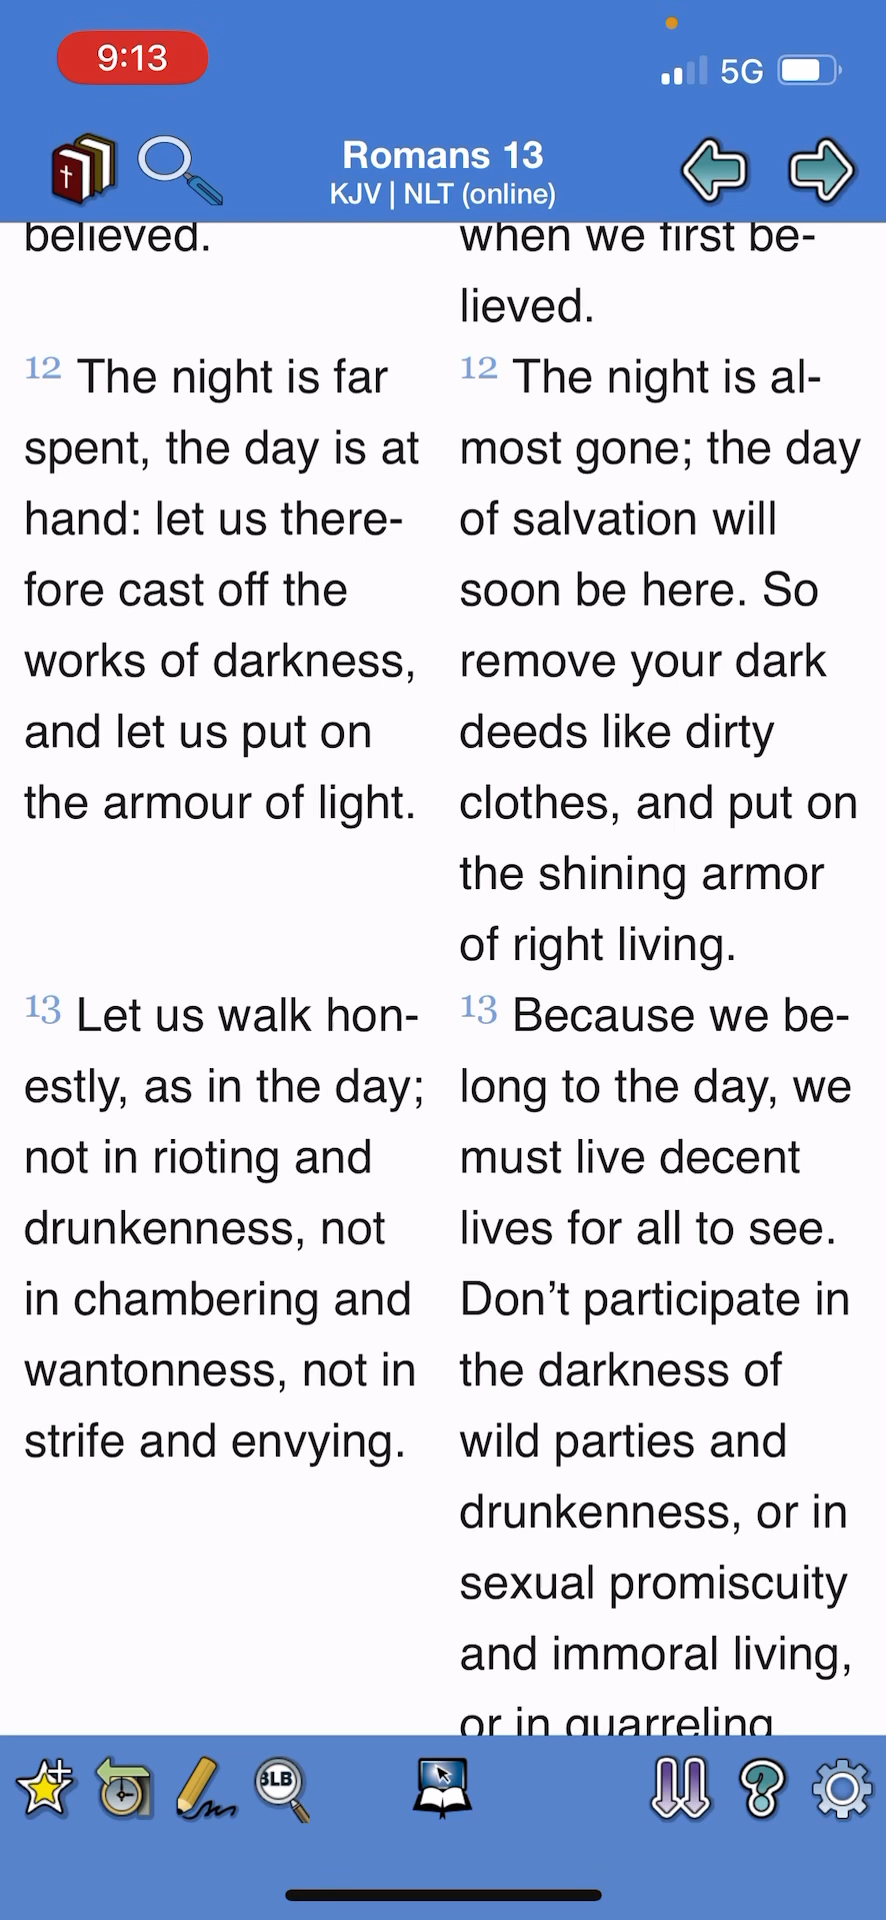 9:13
5G
Romans 13
KJV | NLT (online)
believed.
12 The night is far
spent, the day is at
hand: let us there-
fore cast off the
works of darkness,
and let us put on
the armour of light.
13 Let us walk hon-
estly, as in the day;
not in rioting and
drunkenness, not
in chambering and
wantonness, not in
strife and envying.
when we first be-
lieved.
12 The night is al-
most gone; the day
of salvation will
soon be here. So
remove your dark
deeds like dirty
clothes, and put on
the shining armor
of right living.
13 Because we be-
long to the day, we
must live decent
lives for all to see.
Don’t participate in
the darkness of
wild parties and
drunkenness, or in
sexual promiscuity
and immoral living,
or in quarreling
BLB